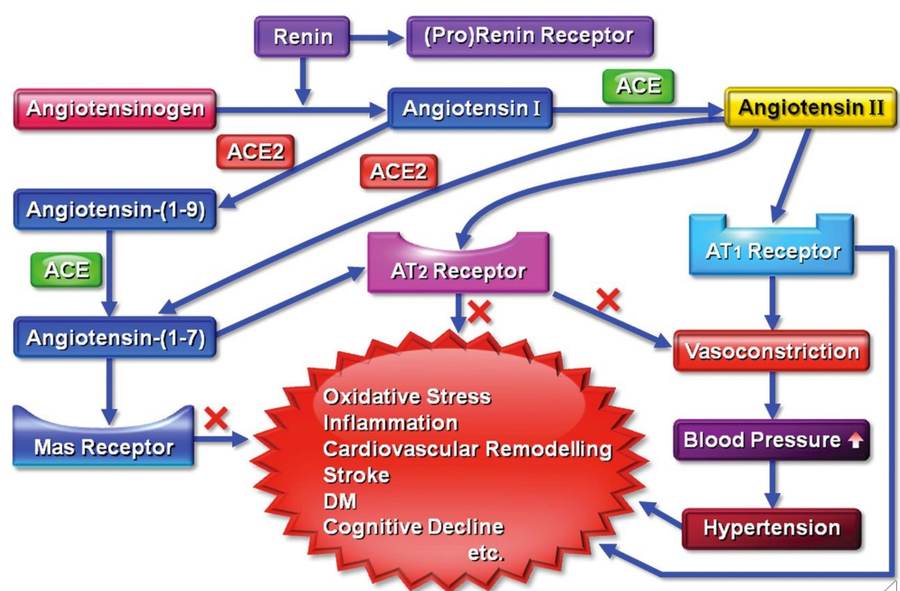 Renin
(Pro)Renin Receptor
ACE
Angiotensinogen
Angiotensin I
Angiotensin II
ACE2
ACE2
Angiotensin-(1-9)
AT2 Receptor
AT1 Receptor
ACE
Angiotensin-(1-7)
Vasoconstriction
Oxidative Stress
Inflammation
Cardiovascular Remodelling
Stroke
DM
Cognitive Decline
etc.
Mas Receptor
Blood Pressure
Hypertension